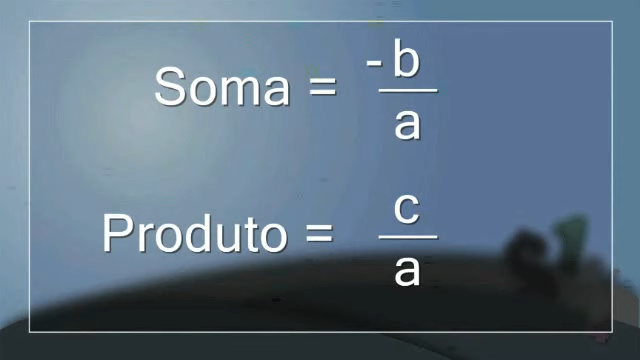 Soma = -b/a
Produto = c/a